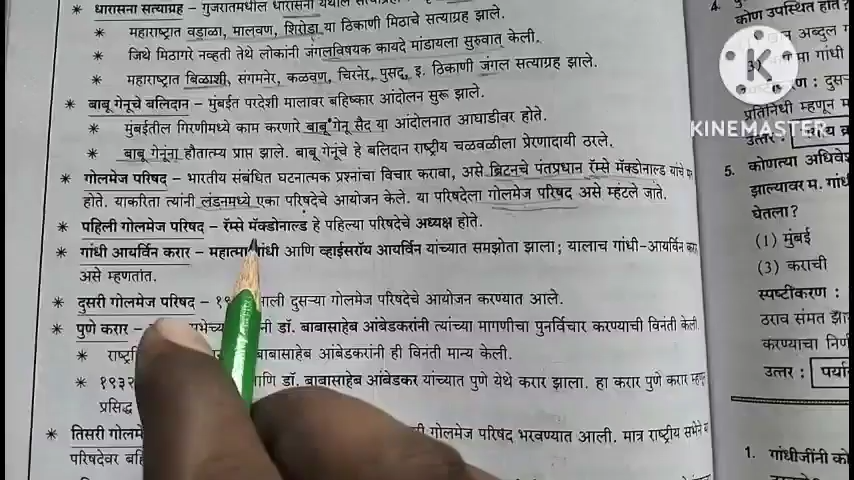 * धारासना सत्याग्रह – गुजरातमधील धारासना येथील
* महाराष्ट्रात वडाळा, मालवण, शिरोडा या ठिकाणी मिठाचे सत्याग्रह झाले.
* जिथे मिठागरे नव्हती तेथे लोकांनी जंगलविषयक कायदे मांडायला सुरुवात केली.
* महाराष्ट्रात बिळाशी, संगमनेर, कळवण, चिरनेर, पुसद, इ. ठिकाणी जंगल सत्याग्रह झाले.
* बाबू गेनूचे बलिदान – मुंबईत परदेशी मालावर बहिष्कार आंदोलन सुरू झाले.
* मुंबईतील गिरणीमध्ये काम करणारे बाबू गेनू सैद या आंदोलनात आघाडीवर होते.
* बाबू गेनूंना हौतात्म्य प्राप्त झाले. बाबू गेनूंचे हे बलिदान राष्ट्रीय चळवळीला प्रेरणादायी ठरले.
* गोलमेज परिषद – भारतीय संबंधित घटनात्मक प्रश्नांचा विचार करावा, असे ब्रिटनचे पंतप्रधान रॅम्से मॅक्डोनाल्ड यांचे
होते. याकरिता त्यांनी लंडनमध्ये एका परिषदेचे आयोजन केले. या परिषदेला गोलमेज परिषद असे म्हंटले जाते.
* पहिली गोलमेज परिषद – रॅम्से मॅक्डोनाल्ड हे पहिल्या परिषदेचे अध्यक्ष होते.
* गांधी आयर्विन करार – महात्मा गांधी आणि व्हाईसरॉय आयर्विन यांच्यात समझोता झाला; यालाच गांधी-आयर्विन
असे म्हणतात.
* दुसरी गोलमेज परिषद – साली दुसऱ्या गोलमेज परिषदेचे आयोजन करण्यात आले.
* पुणे करार – डॉ. बाबासाहेब आंबेडकरांनी त्यांच्या मागणीचा पुनर्विचार करण्याची विनंती केली.
* बाबासाहेब आंबेडकरांनी ही विनंती मान्य केली.
* १९३२ आणि डॉ. बाबासाहेब आंबेडकर यांच्यात पुणे येथे करार झाला. हा करार पुणे करार
प्रसिद्ध
* तिसरी गोलमे गोलमेज परिषद भरवण्यात आली. मात्र राष्ट्रीय सभेने
परिषदेवर
4.
कोण उपस्थित होते?
अब्दुल
3)
मा गांधी
प्रतिनिधी म्हणून
उत्तर :
5. कोणत्या अधिवेश
झाल्यावर म. गांधी
घेतला?
(1) मुंबई
(3) कराची
स्पष्टीकरण :
ठराव संमत झा
करण्याचा निर्ण
उत्तर : पर्या
1. गांधीजींनी को
KINEMASTER